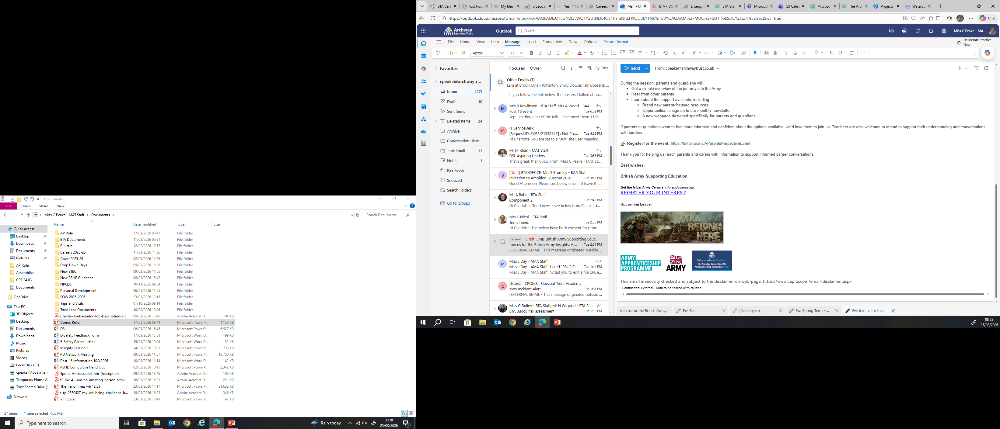 Documents
File Home Share View
Miss C Peake - MAT Staff > Documents >
Search Documents
Name Date modified Type Size
Quick access
Desktop
Downloads
Documents
Pictures
AP Role
Assemblies
CPE 24.03
Documents
OneDrive
This PC
3D Objects
Desktop
Documents
Downloads
Music
Pictures
Videos
Local Disk (C:)
cpeake (\\bca.interr
Temporary Home A
Trust Shared Drive (
Network
AP Role 17/03/2026 08:41 File folder
BTA Documents 11/03/2026 09:31 File folder
Bulletin 12/02/2026 17:17 File folder
Careers 2025-26 11/03/2026 14:36 File folder
Cover 2025-26 02/03/2026 11:29 File folder
Drop Down Days 09/02/2026 16:26 File folder
New BTEC 09/03/2026 11:55 File folder
New RSHE Guidance 08/03/2026 15:42 File folder
NPQSL 10/11/2025 09:54 File folder
Personal Development 26/01/2026 11:55 File folder
SOW 2025-2026 23/03/2026 12:15 File folder
Trips and Visits 01/10/2025 09:14 File folder
Trust Lead Documents 10/03/2026 10:46 File folder
Charity-Ambassador-Job-Description-Lit... 09/03/2026 13:45 Adobe Acrobat D... 104 KB
Comic Relief 17/03/2026 08:44 Microsoft PowerP... 4,159 KB
DSL 08/03/2026 15:45 Microsoft PowerP... 6,527 KB
E-Safety Feedback Form 17/03/2026 13:58 Microsoft Word D... 199 KB
E-Safety Parent Letter 19/03/2026 10:06 Microsoft Word D... 51 KB
Insights Session 3 14/03/2026 18:01 Microsoft PowerP... 738 KB
PD Network Meeting 09/03/2026 11:57 Microsoft PowerP... 10,750 KB
Post-16 Information 10.3.2026 10/03/2026 11:14 Microsoft Word D... 42 KB
RSHE Curriculum Hand Out 02/02/2026 10:45 Microsoft PowerP... 2,342 KB
Sports-Ambassador-Job-Description 09/03/2026 13:46 Adobe Acrobat D... 100 KB
t2-inc-4-i-am-an-amazing-person-activi... 18/03/2026 16:23 Adobe Acrobat D... 221 KB
The Trent Times wb 12.03 23/03/2026 14:17 Microsoft PowerP... 31,632 KB
t-tp-2550427-my-wellbeing-challenge-b... 18/03/2026 16:23 Adobe Acrobat D... 346 KB
y11 cover 23/03/2026 10:49 Microsoft PowerP... 42 KB
27 items 1 item selected 4.06 MB
Type here to search
Rain today
08:28
25/03/2026
BTA Cale lost hop My files - bluecoat Year 11 D Careers C Mail - Mi BTA - DS Enterpris BTA Staff Microsof (2) Calen Microsof The Arch Projects - Watercol
https://outlook.cloud.microsoft/mail/inbox/id/AAQkADIxOTEwN2I3LWQ1Y2UtNDc4OS1hYmNhLTRlODBkYTNkYmU0YQAQAAM%2FMUC%2FdUTHokSDCYZJsZ4%3D?actSwt=true
Chat
Archway
Learning Trust
Outlook
Search
Miss C Peake - MA...
File Home View Help Message Insert Format text Draw Options Picture format
Deliberate Practice
Now
Aptos 11
Favorites
cpeake@archwaytr...
Inbox 4271
Drafts 10
Sent Items
Deleted Items 24
Archive
Conversation Histo...
Junk Email 37
Notes 1
RSS Feeds
Snoozed
Search Folders
Go to Groups
Focused Other By Date
Other Emails (7)
Lara at Brook; Dylan Potterton; Emily Dowse; Talk Consent; ...
If you follow the link below, the posters I talked abou...
Mrs B Rowlinson - BTA Staff; Mrs A Wood - BAA...
Post 16 event Tue 6:02 PM
Yep! I'm ding a bit of the talk - I can meet them. I trie...
IT ServiceDesk
[Request ID :##RE-213324##] : Not Pro... Tue 4:06 PM
Hi Charlotte, You are set to a Multi site user meaning...
Mr M Khan - MAT Staff
DSL Aspiring Leaders Tue 3:53 PM
That's great, thank you. From: Miss C Peake - MAT St...
[Draft] BTA-OFFICE; Mrs S Bromley - BAA Staff
Invitation to Ambition Bluecoat 2026 Tue 3:18 PM
Good Afternoon, Please see below email. I'll leave thi...
Ms A Bahe - BTA Staff
Component 2 Tue 2:40 PM
Hi Charlotte, Good news - see below from Claire. I d...
Mrs K Nicol - BTA Staff
Trent Times Tue 2:35 PM
Hi Charlotte, The below have both consent for prom...
External [Draft] SMB-British Army Supporting Educ...
Join us for the British Army Insights: A ... Tue 2:01 PM
[EXTERNAL EMAIL - This message originated outside ...
Miss J Day - AMA Staff
Miss J Day - AMA Staff shared "PSHE C... Tue 1:44 PM
Miss J Day - AMA Staff invited you to edit a file CPL e...
External CPOMS | Bluecoat Trent Academy
New Incident Alert Tue 1:34 PM
[EXTERNAL EMAIL - This message originated outside ...
Miss G Ridley - BTA Staff; Mr N Osgood - BTA St...
BTA Buddy risk assessment Tue 1:32 PM
Send From: cpeake@archwaytrust.co.uk
During the session, parents and guardians will:
Get a simple overview of the journey into the Army
Hear from other parents
Learn about the support available, including:
Brand new parent-focused resources
Opportunities to sign up to our monthly newsletter
A new webpage designed specifically for parents and guardians
If parents or guardians want to feel more informed and confident about the options available, we'd love them to join us. Teachers are also welcome to attend to support their understanding and conversations
with families.
Register for the event: https://britishar.my/AParentsPerpectiveEvent
Thank you for helping us reach parents and carers with information to support informed career conversations.
Best wishes,
British Army Supporting Education
Get the latest Army Careers info and resources
REGISTER YOUR INTEREST
Upcoming Leave:
YOU
BELONG
HERE
ARMY
APPRENTICESHIP
PROGRAMME
ARMY
ARMY
We're proud to be Number 1
The Sunday Times Top 100
Apprenticeship Employers 2025
This email is security checked and subject to the disclaimer on web-page: https://www.capita.com/email-disclaimer.aspx
Confidential External - Data to be shared with caution.
Join us for the British Army... Fw: Re: (No subject) Fw: Spring Term - ... Fw: Join us for the...
08:28
25/03/2026